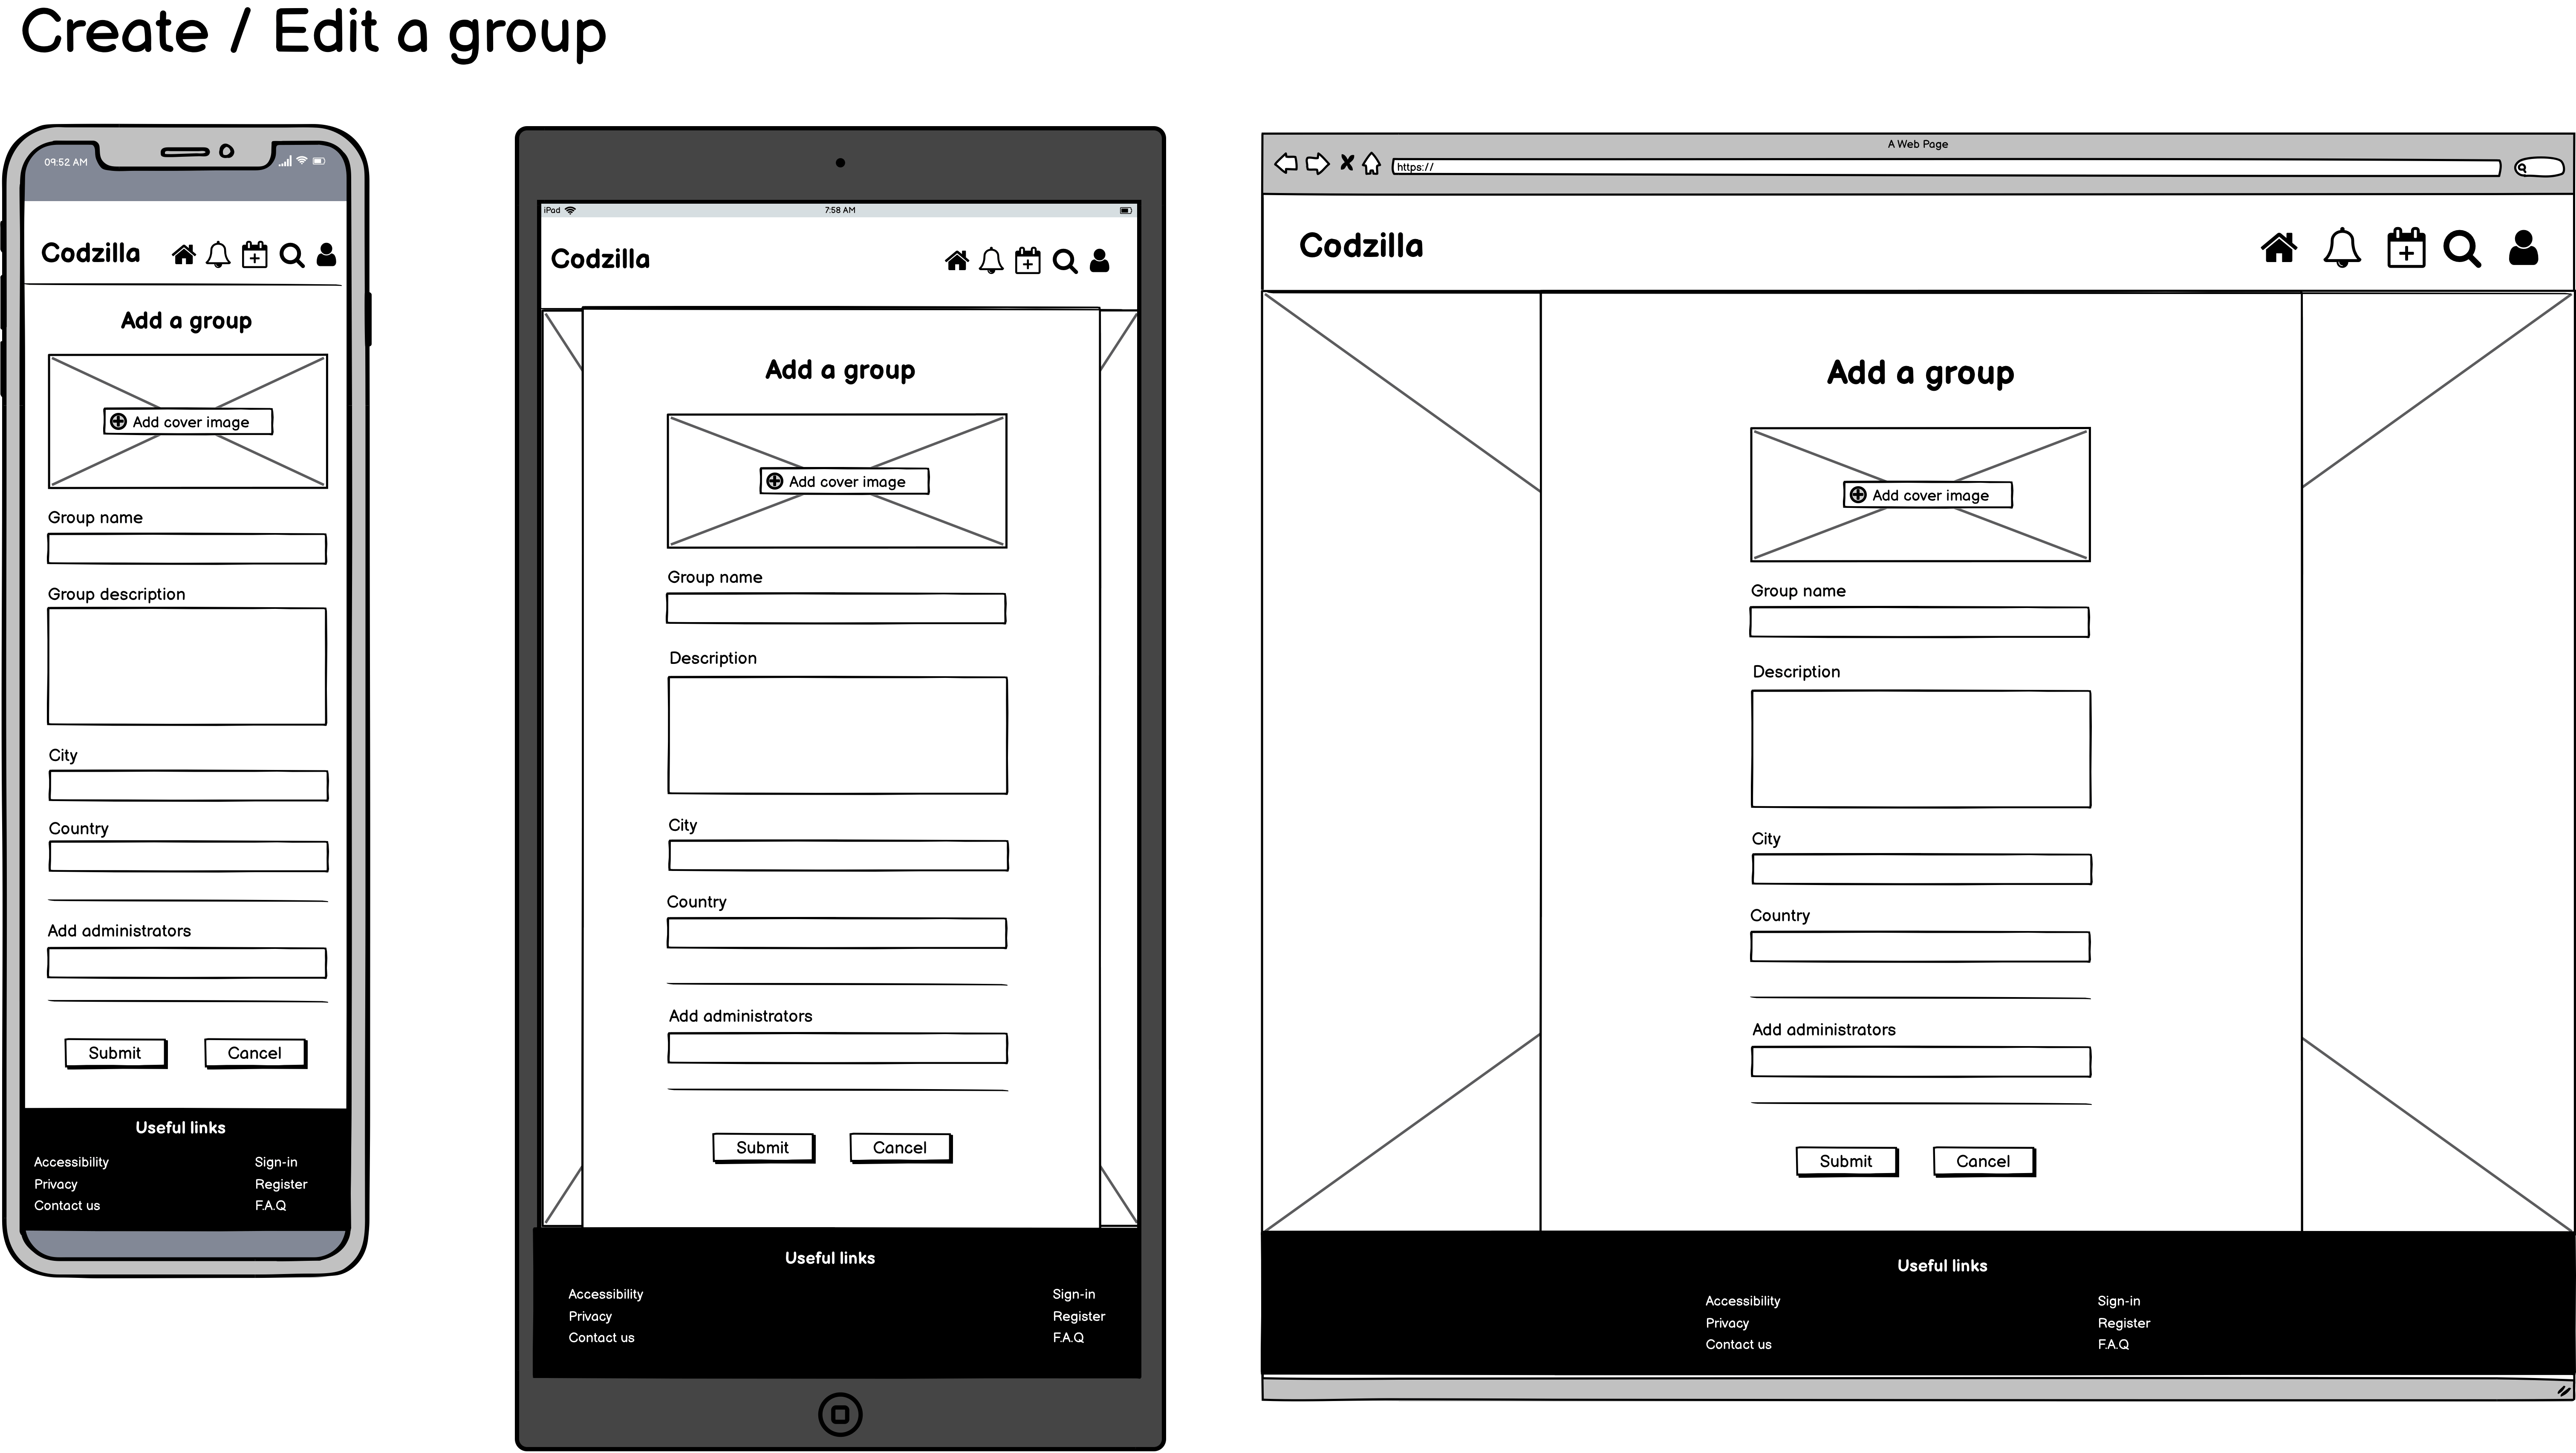 Create / Edit a group
09:52 AM
Codzilla
Add a group
Add cover image
Group name
Group description
City
Country
Add administrators
Submit Cancel
Useful links
Accessibility Sign-in
Privacy Register
Contact us F.A.Q
iPad 7:58 AM
Codzilla
Add a group
Add cover image
Group name
Description
City
Country
Add administrators
Submit Cancel
Useful links
Accessibility Sign-in
Privacy Register
Contact us F.A.Q
A Web Page
https://
Codzilla
Add a group
Add cover image
Group name
Description
City
Country
Add administrators
Submit Cancel
Useful links
Accessibility Sign-in
Privacy Register
Contact us F.A.Q